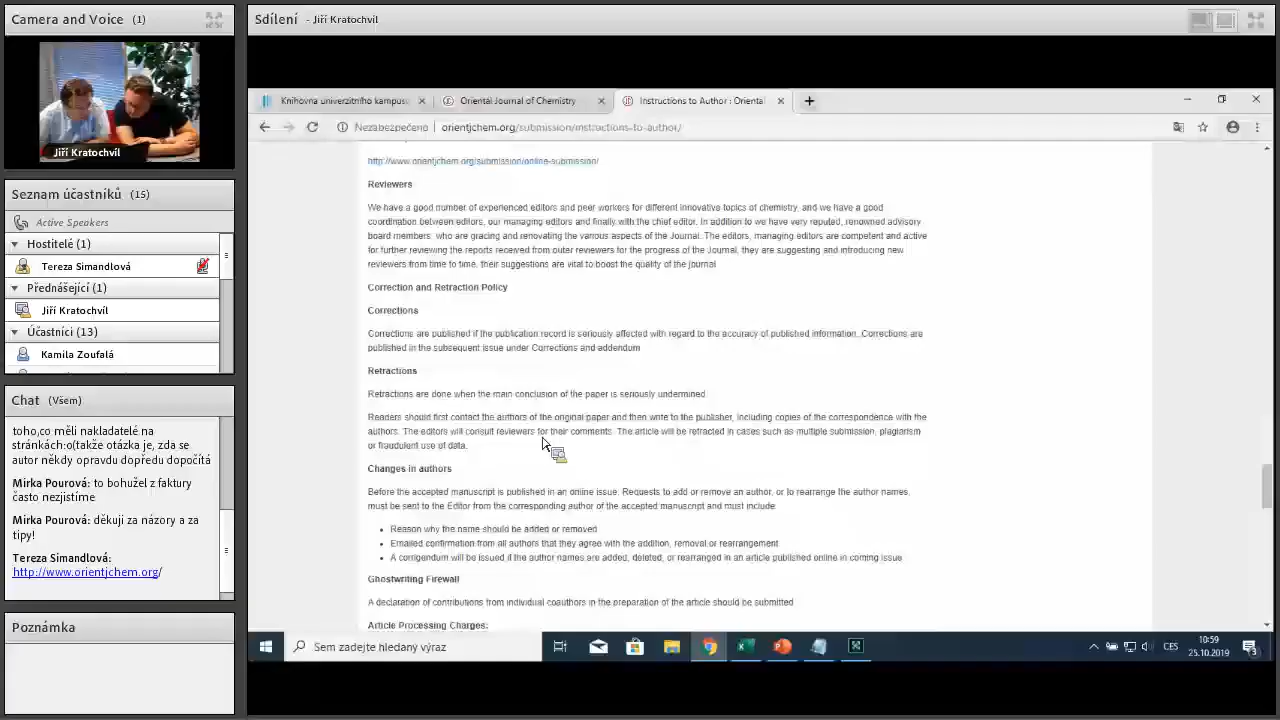 Camera and Voice (1)
Jiří Kratochvíl
Seznam účastníků (15)
Active Speakers
Hostitelé (1)
Tereza Simandlová
Přednášející (1)
Jiří Kratochvíl
Účastníci (13)
Kamila Zoufalá
Chat (Všem)
toho,co měli nakladatelé na
stránkách:o(takže otázka je, zda se
autor někdy opravdu dopředu dopočítá
Mirka Pourová: to bohužel z faktury
často nezjistíme
Mirka Pourová: děkuji za názory a za
tipy!
Tereza Simandlová:
http://www.orientjchem.org/
Poznámka
Sdílení - Jiří Kratochvíl
Knihovna univerzitního kampusu
Oriental Journal of Chemistry
Instructions to Author : Oriental
Nezabezpečeno | orientjchem.org/submission/instructions-to-author/
http://www.orientjchem.org/submission/online-submission/
Reviewers
We have a good number of experienced editors and peer workers for different innovative topics of chemistry, and we have a good
coordination between editors, our managing editors and finally with the chief editor. In addition to we have very reputed, renowned advisory
board members who are gracing and renovating the various aspects of the Journal. The editors, managing editors are competent and active
for further reviewing the reports received from outer reviewers for the progress of the Journal, they are suggesting and introducing new
reviewers from time to time, their suggestions are vital to boost the quality of the journal
Correction and Retraction Policy
Corrections
Corrections are published if the publication record is seriously affected with regard to the accuracy of published information. Corrections are
published in the subsequent issue under Corrections and addendum
Retractions
Retractions are done when the main conclusion of the paper is seriously undermined
Readers should first contact the authors of the original paper and then write to the publisher, including copies of the correspondence with the
authors. The editors will consult reviewers for their comments. The article will be retracted in cases such as multiple submission, plagiarism
or fraudulent use of data.
Changes in authors
Before the accepted manuscript is published in an online issue. Requests to add or remove an author, or to rearrange the author names,
must be sent to the Editor from the corresponding author of the accepted manuscript and must include
Reason why the name should be added or removed
Emailed confirmation from all authors that they agree with the addition, removal or rearrangement
A corrigendum will be issued if the author names are added, deleted, or rearranged in an article published online in coming issue
Ghostwriting Firewall
A declaration of contributions from individual coauthors in the preparation of the article should be submitted
Article Processing Charges:
Sem zadejte hledaný výraz
CES
10:59
25.10.2019
3